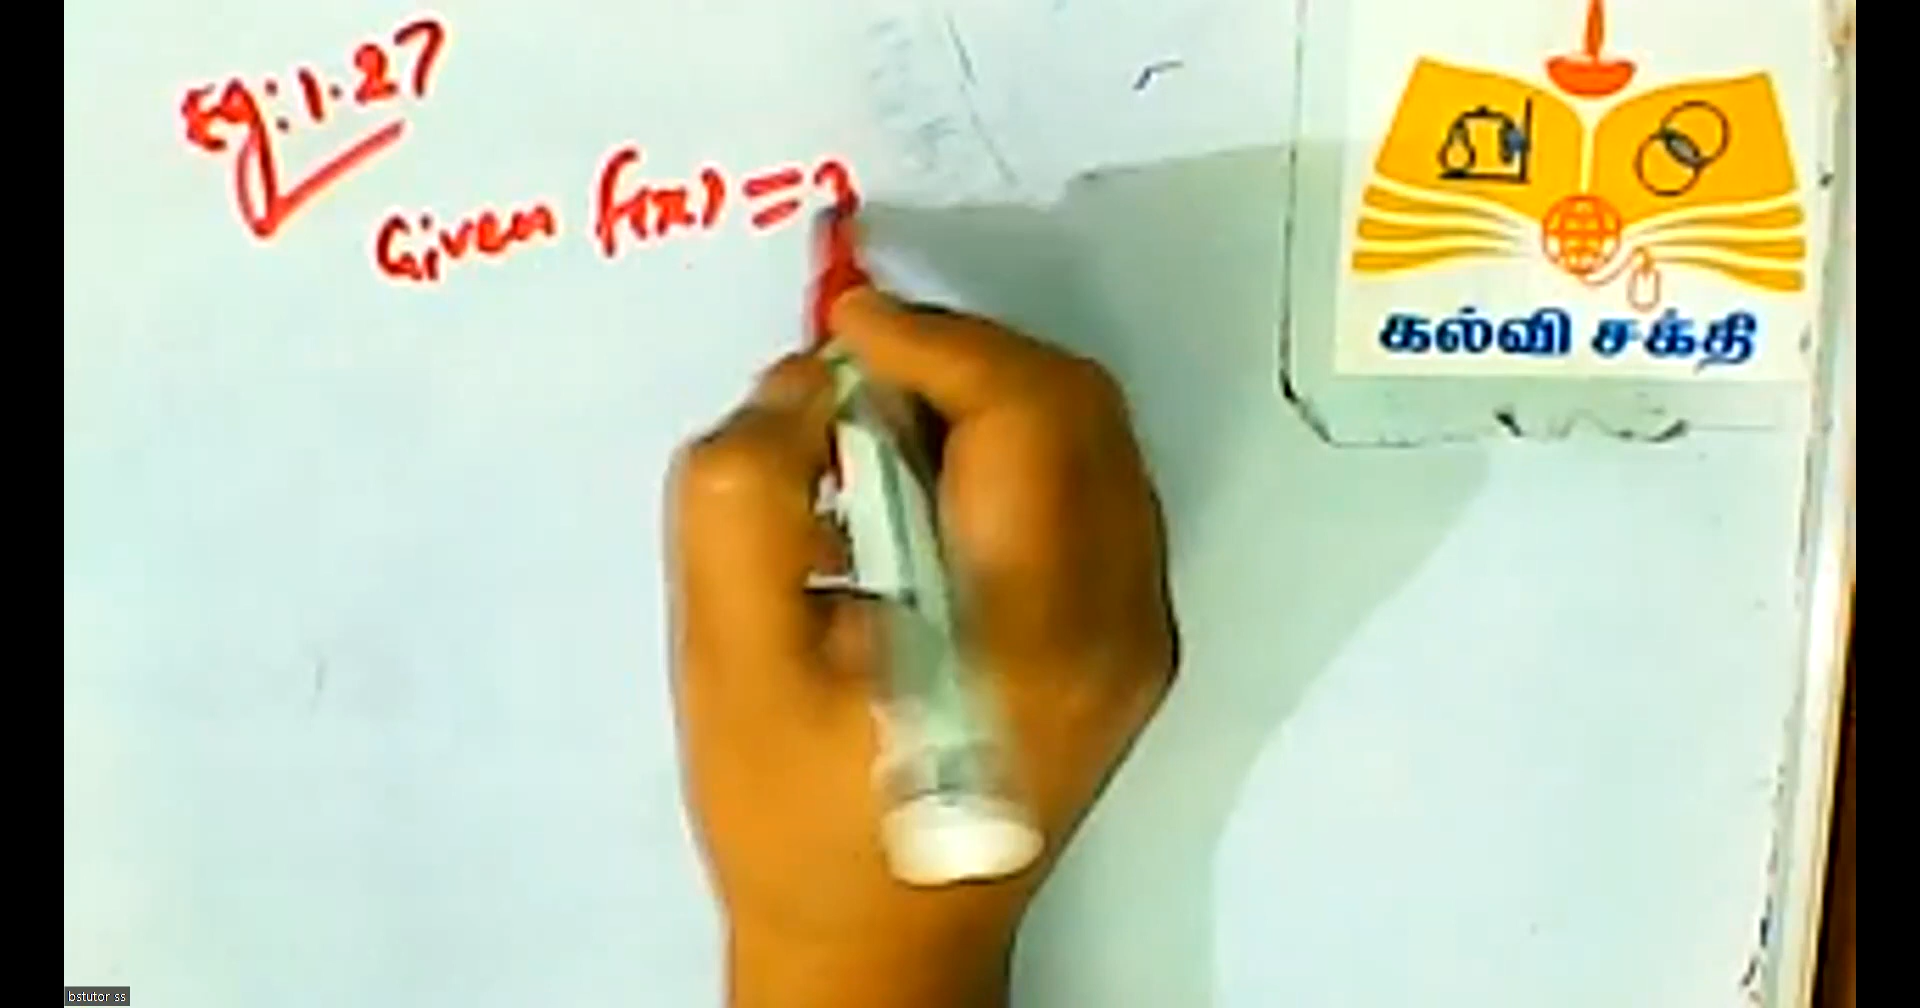 Eg: 1.27
Given f(x) =
கல்வி சக்தி
bstutor ss